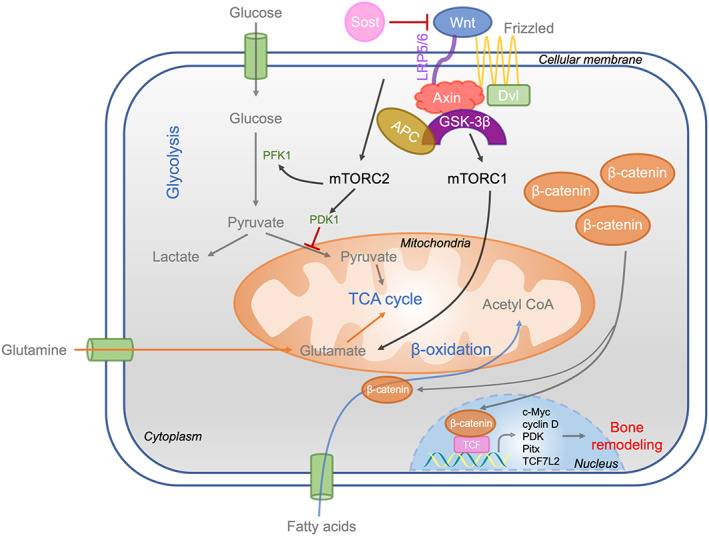 Glucose
Sost
Wnt
Frizzled
LRP5/6
Cellular membrane
Axin
Dvl
GSK-3β
APC
Glucose
Glycolysis
PFK1
mTORC2
mTORC1
β-catenin
β-catenin
β-catenin
PDK1
Pyruvate
Lactate
Mitochondria
Pyruvate
TCA cycle
Acetyl CoA
Glutamine
Glutamate
β-oxidation
β-catenin
Cytoplasm
β-catenin
TCF
c-Myc
cyclin D
PDK
Pitx
TCF7L2
Bone
remodeling
Nucleus
Fatty acids